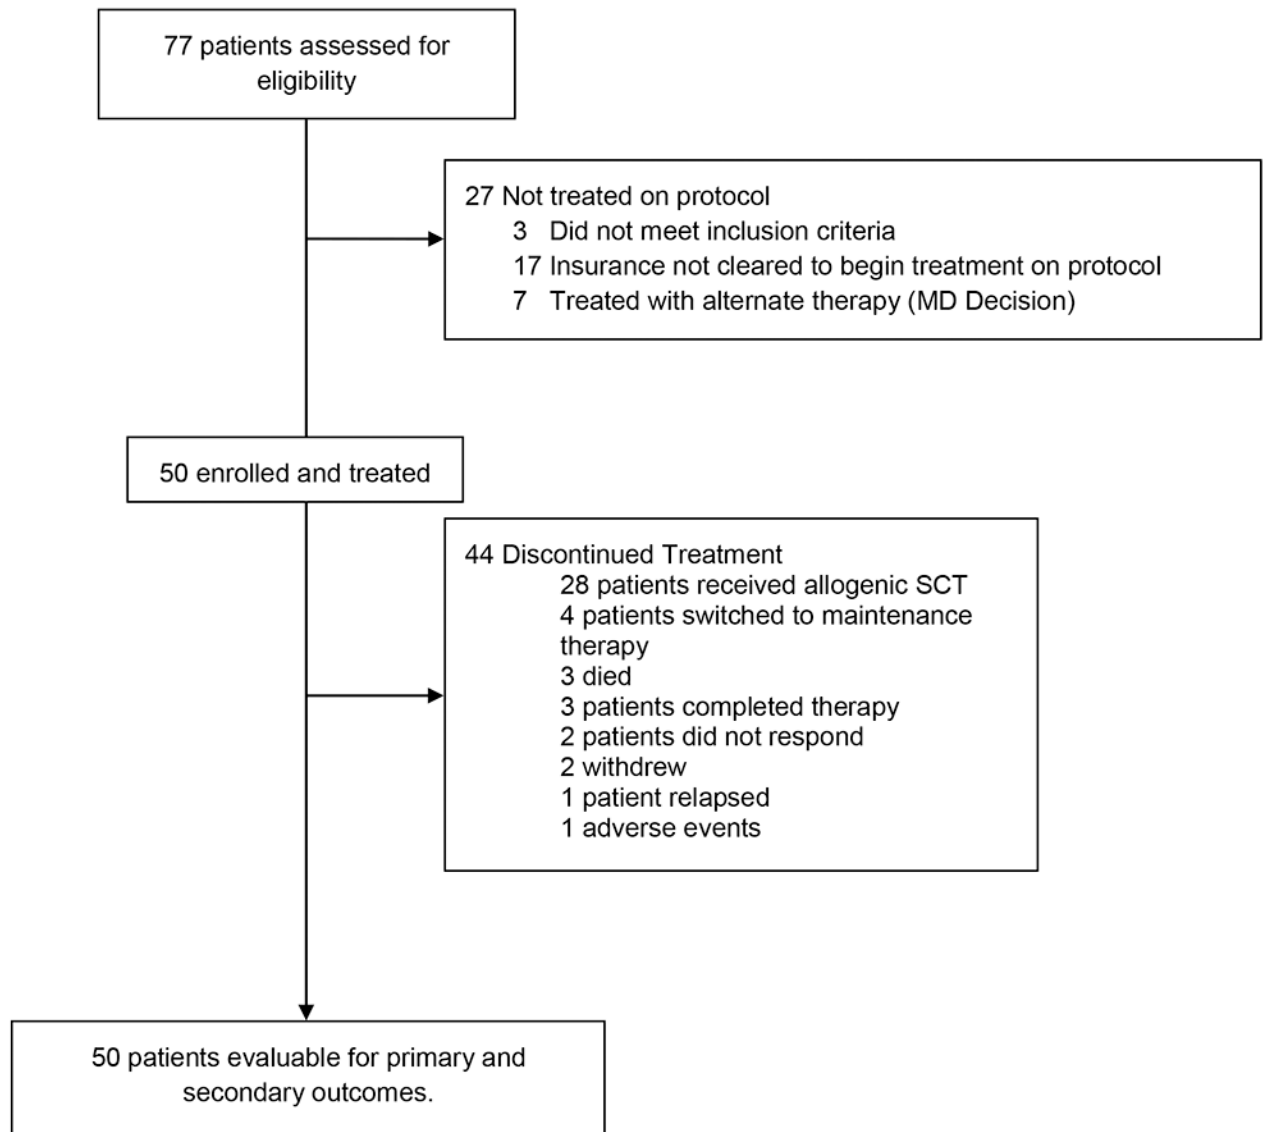 77 patients assessed for
eligibility
27 Not treated on protocol
3 Did not meet inclusion criteria
17 Insurance not cleared to begin treatment on protocol
7 Treated with alternate therapy (MD Decision)
50 enrolled and treated
44 Discontinued Treatment
28 patients received allogenic SCT
4 patients switched to maintenance
therapy
3 died
3 patients completed therapy
2 patients did not respond
2 withdrew
1 patient relapsed
1 adverse events
50 patients evaluable for primary and
secondary outcomes.